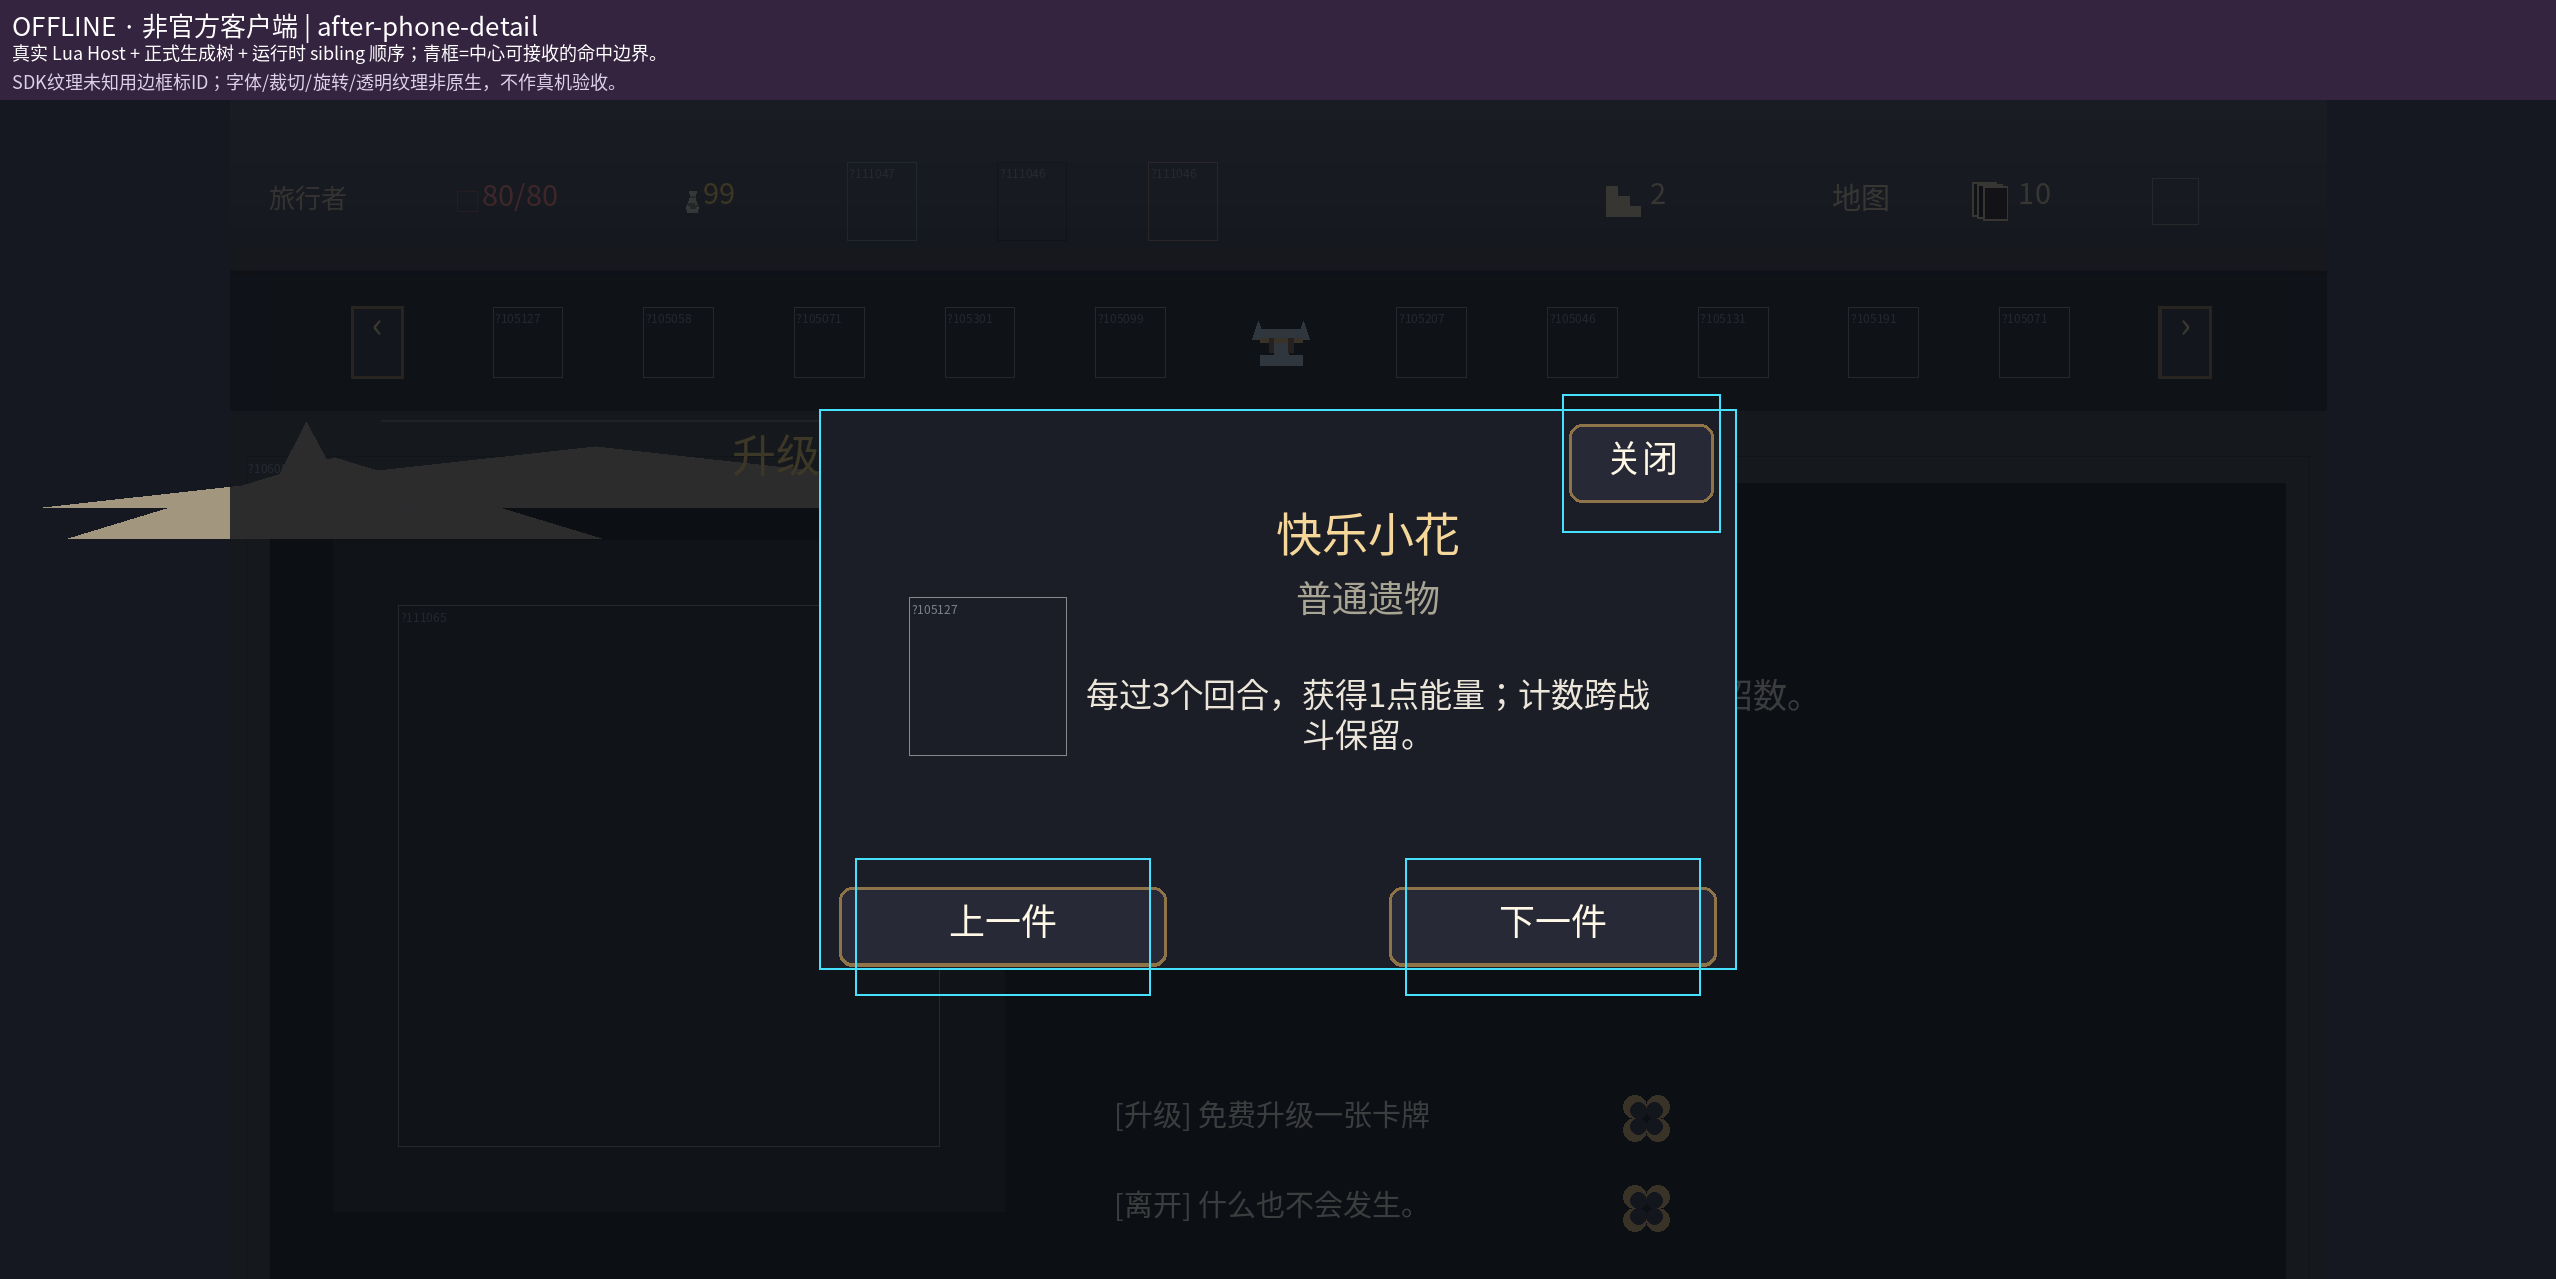 OFFLINE · 非官方客户端 | after-phone-detail
真实 Lua Host + 正式生成树 + 运行时 sibling 顺序；青框=中心可接收的命中边界。
SDK纹理未知用边框标ID；字体/裁切/旋转/透明纹理非原生，不作真机验收。
旅行者 80/80 99 ?111047 ?111046 ?111046 2 地图 10
‹ ?105127 ?105058 ?105071 ?105301 ?105099 ?105207 ?105046 ?105131 ?105191 ?105071 ›
升级
关闭
快乐小花
普通遗物
?105127
?111065
每过3个回合，获得1点能量；计数跨战
斗保留。
数。
上一件 下一件
[升级] 免费升级一张卡牌
[离开] 什么也不会发生。